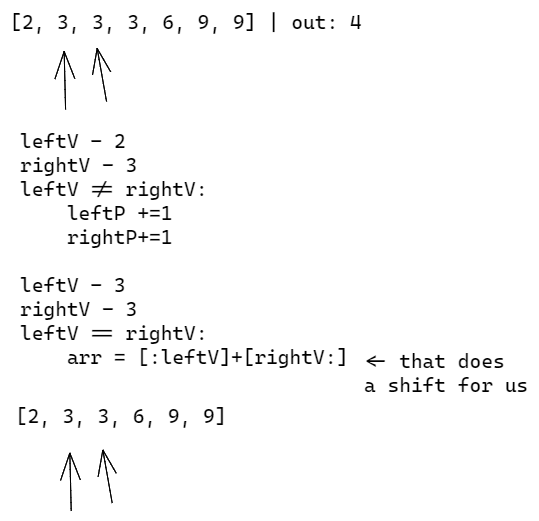 [2, 3, 3, 3, 6, 9, 9] | out: 4
leftV - 2
rightV - 3
leftV ≠ rightV:
    leftP +=1
    rightP+=1
leftV - 3
rightV - 3
leftV == rightV:
    arr = [:leftV]+[rightV:] ← that does
a shift for us
[2, 3, 3, 6, 9, 9]